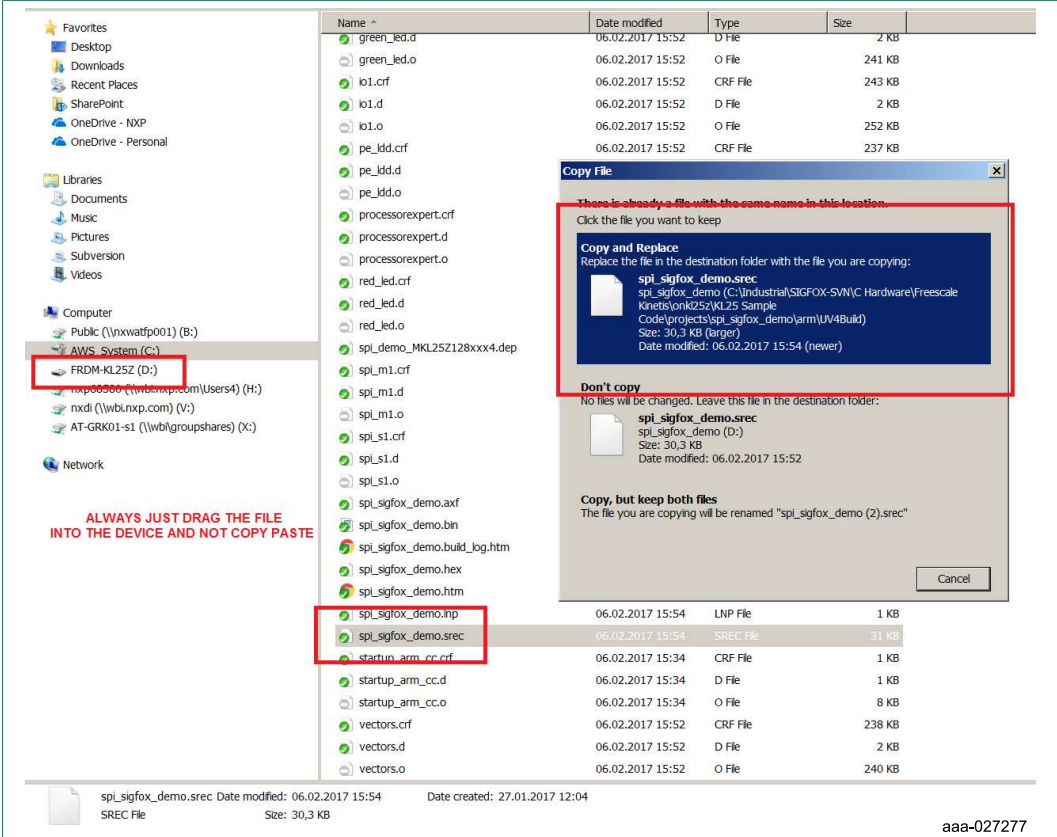 Favorites
Desktop
Downloads
Recent Places
SharePoint
OneDrive - NXP
OneDrive - Personal
Libraries
Documents
Music
Pictures
Subversion
Videos
Computer
Public (\\nxwatfp001) (B:)
AWS_System (C:)
FRDM-KL25Z (D:)
(\\wbi.nxp.com\Users4) (H:)
nxdi (\\wbi.nxp.com) (V:)
AT-GRK01-s1 (\\wbi\groupshares) (X:)
Network
ALWAYS JUST DRAG THE FILE
INTO THE DEVICE AND NOT COPY PASTE
Name Date modified Type Size
green_led.d 06.02.2017 15:52 D File 2 KB
green_led.o 06.02.2017 15:52 O File 241 KB
io1.crf 06.02.2017 15:52 CRF File 243 KB
io1.d 06.02.2017 15:52 D File 2 KB
io1.o 06.02.2017 15:52 O File 252 KB
pe_ldd.crf 06.02.2017 15:52 CRF File 237 KB
pe_ldd.d
pe_ldd.o
processorexpert.crf
processorexpert.d
processorexpert.o
red_led.crf
red_led.d
red_led.o
spi_demo_MKL25Z128xxx4.dep
spi_m1.crf
spi_m1.d
spi_m1.o
spi_s1.crf
spi_s1.d
spi_s1.o
spi_sigfox_demo.axf
spi_sigfox_demo.bin
spi_sigfox_demo.build_log.htm
spi_sigfox_demo.hex
spi_sigfox_demo.htm
spi_sigfox_demo.lnp 06.02.2017 15:54 LNP File 1 KB
spi_sigfox_demo.srec 06.02.2017 15:54 SREC File 31 KB
startup_arm_cc.crf 06.02.2017 15:34 CRF File 1 KB
startup_arm_cc.d 06.02.2017 15:34 D File 1 KB
startup_arm_cc.o 06.02.2017 15:34 O File 8 KB
vectors.crf 06.02.2017 15:52 CRF File 238 KB
vectors.d 06.02.2017 15:52 D File 2 KB
vectors.o 06.02.2017 15:52 O File 240 KB
Copy File
There is already a file with the same name in this location.
Click the file you want to keep
Copy and Replace
Replace the file in the destination folder with the file you are copying:
spi_sigfox_demo.srec
spi_sigfox_demo (C:\Industrial\SIGFOX-SVN\C Hardware\Freescale
Kinetis\onkl25z\KL25 Sample
Code\projects\spi_sigfox_demo\arm\UV4Build)
Size: 30,3 KB (larger)
Date modified: 06.02.2017 15:54 (newer)
Don't copy
No files will be changed. Leave this file in the destination folder:
spi_sigfox_demo.srec
spi_sigfox_demo (D:)
Size: 30,3 KB
Date modified: 06.02.2017 15:52
Copy, but keep both files
The file you are copying will be renamed "spi_sigfox_demo (2).srec"
Cancel
spi_sigfox_demo.srec Date modified: 06.02.2017 15:54 Date created: 27.01.2017 12:04
SREC File Size: 30,3 KB
aaa-027277